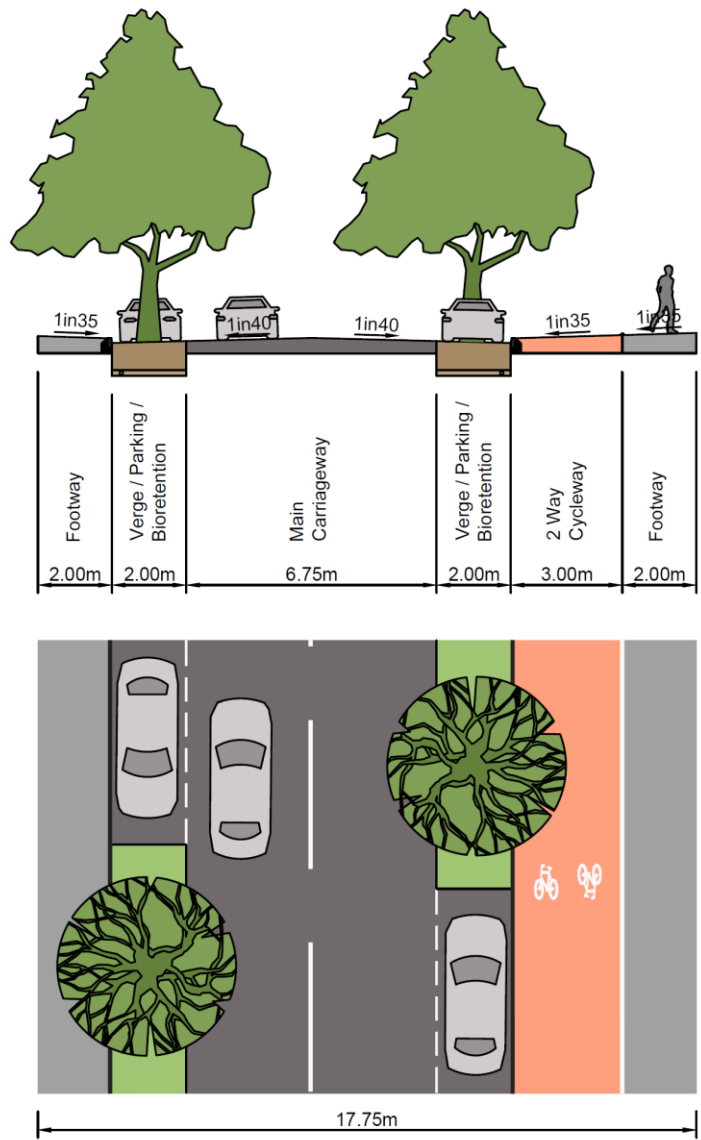 1in35
1in40
1in40
1in35
1in35
Footway
Verge / Parking /
Bioretention
Main
Carriageway
Verge / Parking /
Bioretention
2 Way
Cycleway
Footway
2.00m
2.00m
6.75m
2.00m
3.00m
2.00m
17.75m